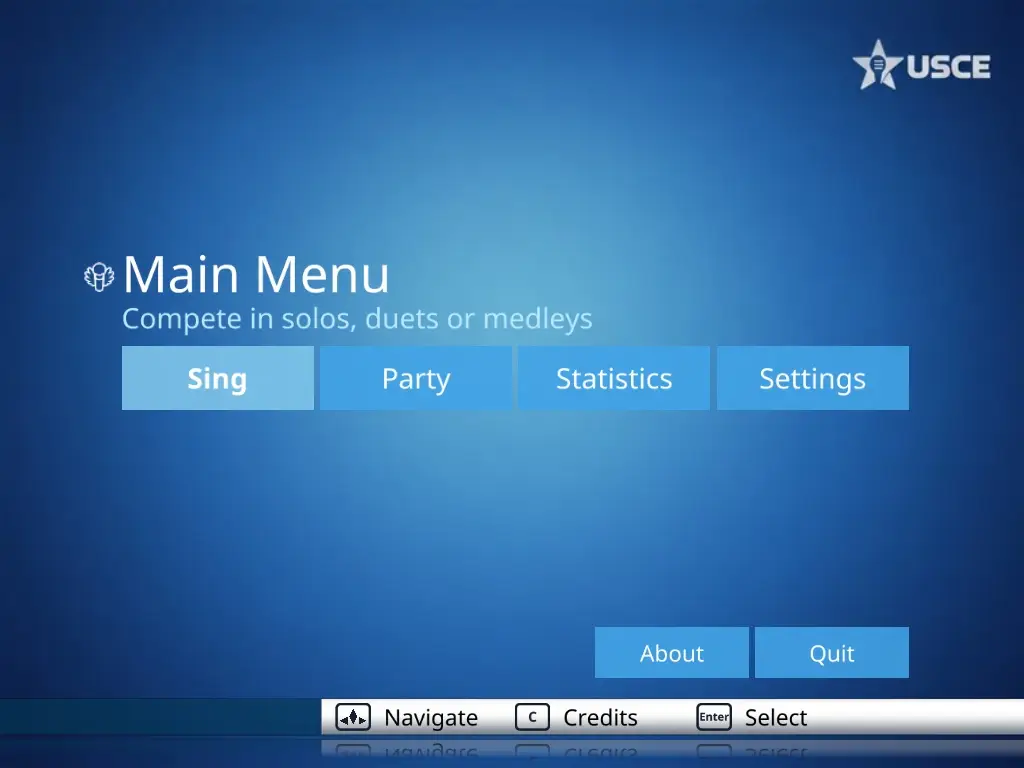 USCE
Main Menu
Compete in solos, duets or medleys
Sing Party Statistics Settings
About Quit
Navigate C Credits Enter Select